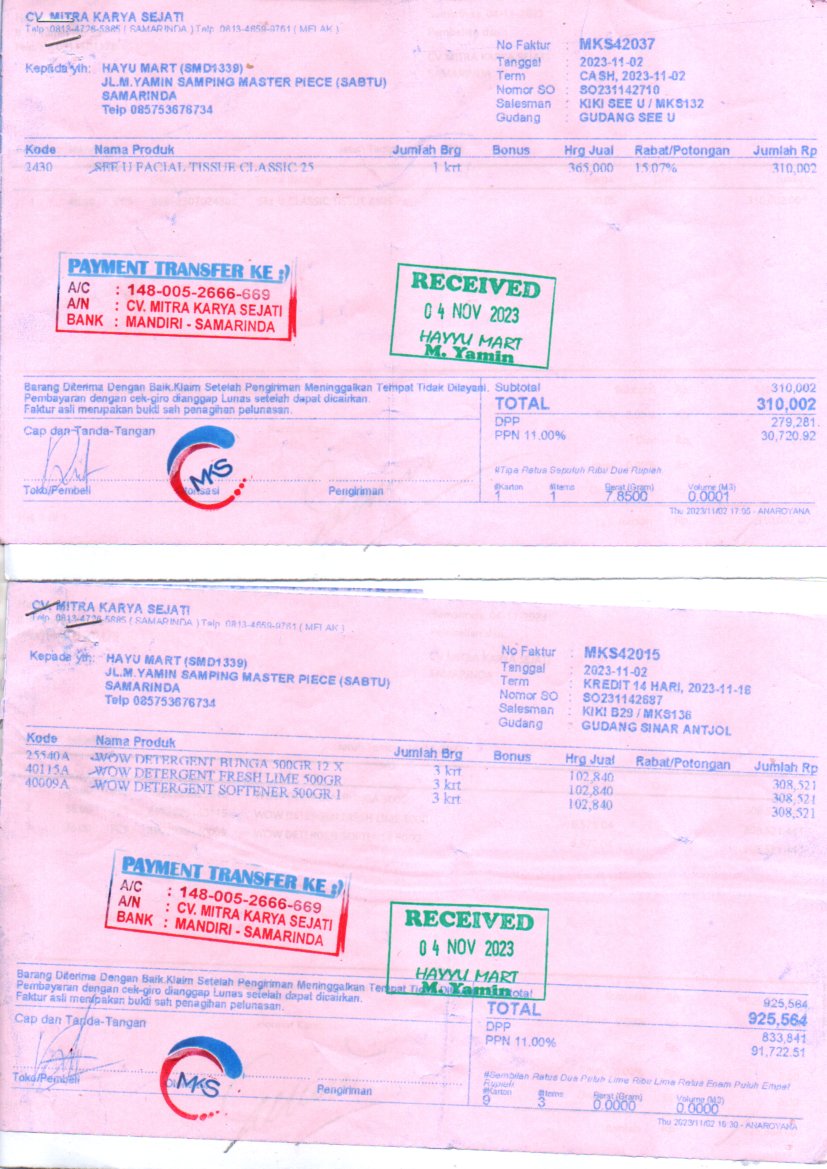 CV. MITRA KARYA SEJATI
Telp 0813-4726-5885 ( SAMARINDA ) Telp. 0813-4659-9761 ( MELAK )
No Faktur : MKS42037
Kepada yth: HAYU MART (SMD1339)
Tanggal : 2023-11-02
JL.M.YAMIN SAMPING MASTER PIECE (SABTU)
Term : CASH, 2023-11-02
SAMARINDA
Nomor SO : SO231142710
Telp 085753676734
Salesman : KIKI SEE U / MKS132
Gudang : GUDANG SEE U
Kode Nama Produk Jumlah Brg Bonus Hrg Jual Rabat/Potongan Jumlah Rp
2430 SEE U FACIAL TISSUE CLASSIC 25 1 krt 365,000 15.07% 310,002
PAYMENT TRANSFER KE ;)
A/C : 148-005-2666-669
A/N : CV. MITRA KARYA SEJATI
BANK : MANDIRI - SAMARINDA
RECEIVED
04 NOV 2023
HAYYU MART
M. Yamin
Barang Diterima Dengan Baik.Klaim Setelah Pengiriman Meninggalkan Tempat Tidak Dilayani. Subtotal 310,002
Pembayaran dengan cek-giro dianggap Lunas setelah dapat dicairkan. TOTAL 310,002
Faktur asli merupakan bukti sah penagihan pelunasan.
DPP 279,281.
Cap dan Tanda-Tangan
PPN 11.00% 30,720.92
MKS
#Tiga Ratus Sepuluh Ribu Dua Rupiah
Toko/Pembeli Pengiriman
#Karton #Items Berat (Gram) Volume (M3)
1 1 7.8500 0.0001
Thu 2023/11/02 17:05 - ANAROYANA
CV. MITRA KARYA SEJATI
Telp 0813-4726-5885 ( SAMARINDA ) Telp. 0813-4659-9761 ( MELAK )
No Faktur : MKS42015
Kepada yth: HAYU MART (SMD1339)
Tanggal : 2023-11-02
JL.M.YAMIN SAMPING MASTER PIECE (SABTU)
Term : KREDIT 14 HARI, 2023-11-16
SAMARINDA
Nomor SO : SO231142687
Telp 085753676734
Salesman : KIKI B29 / MKS136
Gudang : GUDANG SINAR ANTJOL
Kode Nama Produk Jumlah Brg Bonus Hrg Jual Rabat/Potongan Jumlah Rp
25540A WOW DETERGENT BUNGA 500GR 12 X 3 krt 102,840 308,521
40115A WOW DETERGENT FRESH LIME 500GR 3 krt 102,840 308,521
40009A WOW DETERGENT SOFTENER 500GR 1 3 krt 102,840 308,521
PAYMENT TRANSFER KE ;)
A/C : 148-005-2666-669
A/N : CV. MITRA KARYA SEJATI
BANK : MANDIRI - SAMARINDA
RECEIVED
04 NOV 2023
HAYYU MART
M. Yamin
Barang Diterima Dengan Baik.Klaim Setelah Pengiriman Meninggalkan Tempat 925,564
Pembayaran dengan cek-giro dianggap Lunas setelah dapat dicairkan. TOTAL 925,564
Faktur asli merupakan bukti sah penagihan pelunasan.
DPP 833,841
Cap dan Tanda-Tangan
PPN 11.00% 91,722.51
MKS
#Sembilan Ratus Dua Puluh Lima Ribu Lima Ratus Enam Puluh Empat
Rupiah
Toko/Pembeli Pengiriman
#Karton #Items Berat (Gram) Volume (M3)
9 3 0.0000 0.0000
Thu 2023/11/02 16:30 - ANAROYANA